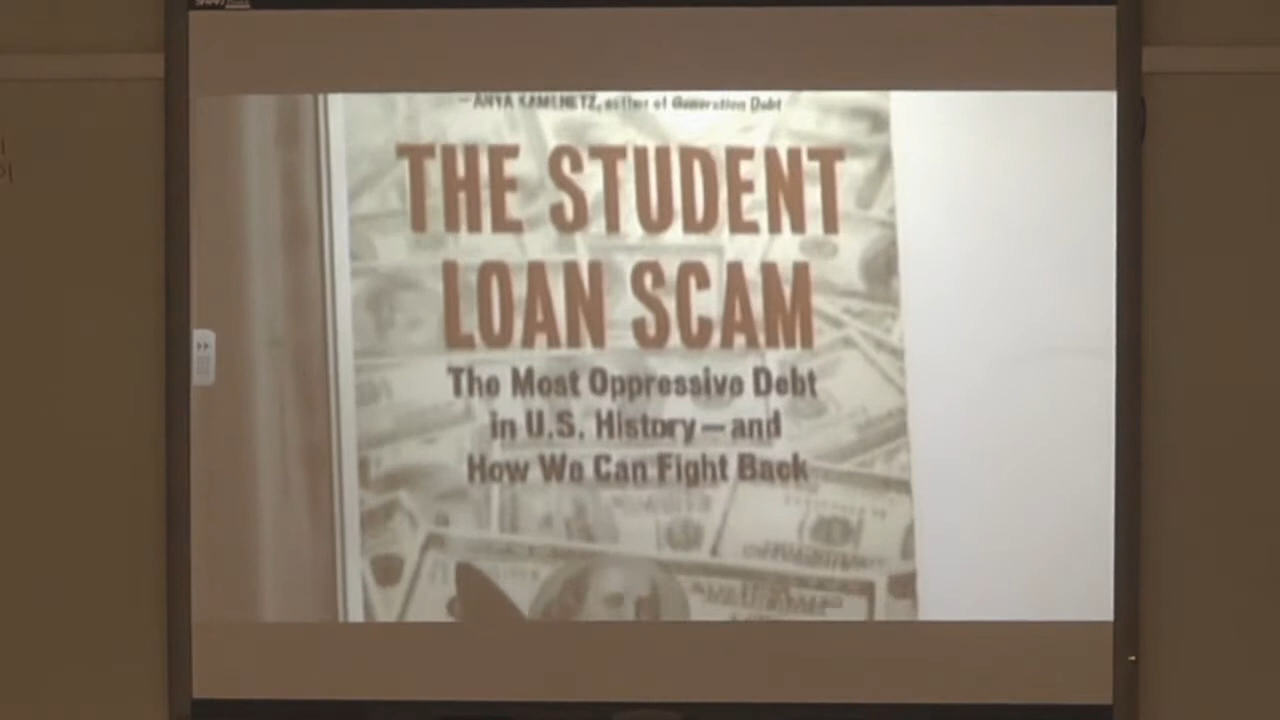 —ANYA KAMENETZ, author of Generation Debt
THE STUDENT
LOAN SCAM
The Most Oppressive Debt
in U.S. History—and
How We Can Fight Back